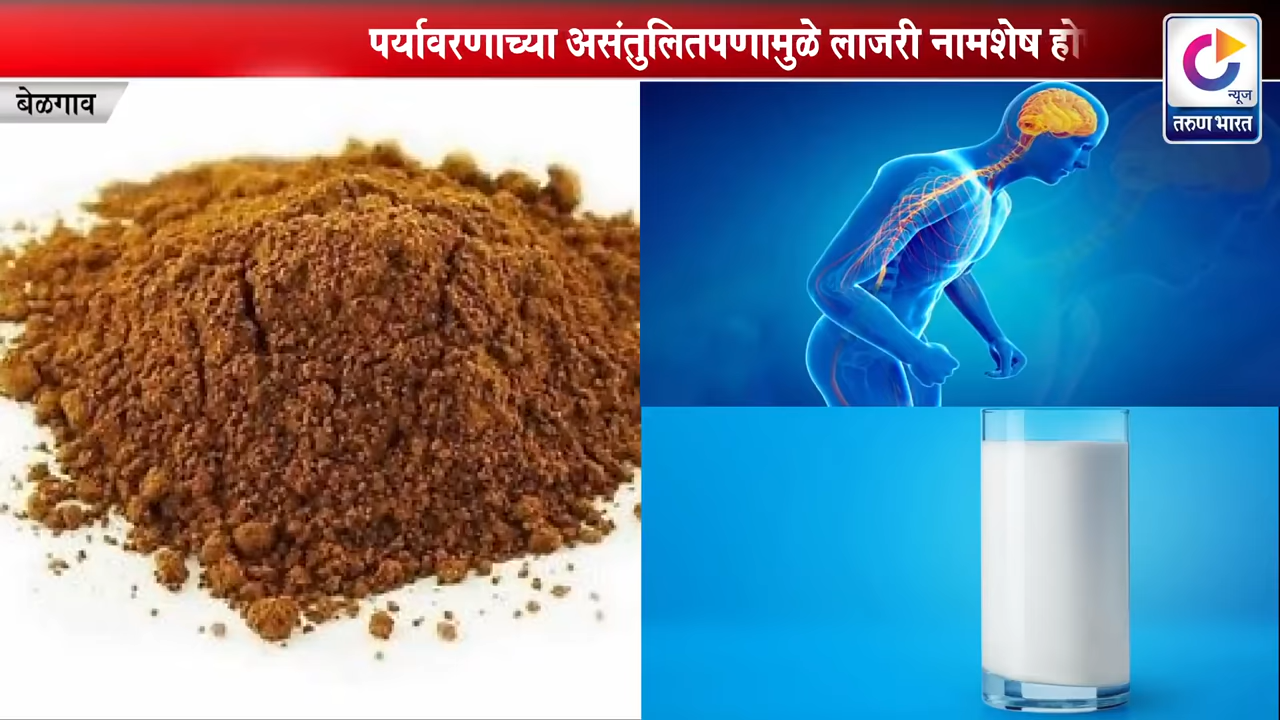 पर्यावरणाच्या असंतुलितपणामुळे लाजरी नामशेष
बेळगाव
न्यूज
तरुण भारत